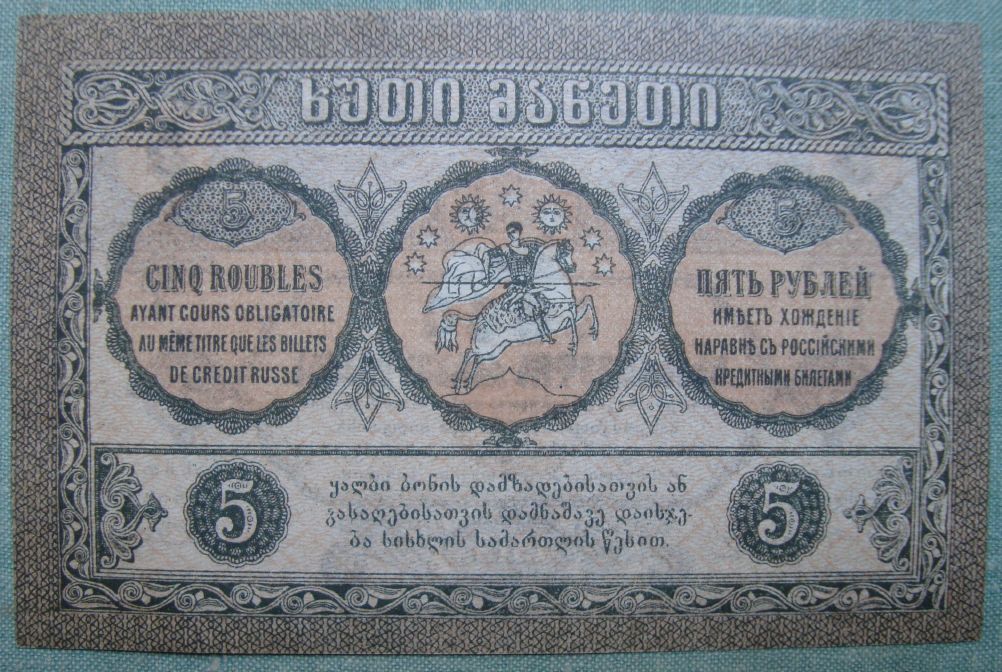 ხუთი მანეთი
5
CINQ ROUBLES
AYANT COURS OBLIGATOIRE
AU MÊME TITRE QUE LES BILLETS
DE CREDIT RUSSE
5
ПЯТЬ РУБЛЕЙ
ИМѢЕТЪ ХОЖДЕНІЕ
НАРАВНѢ СЪ РОССІЙСКИМИ
КРЕДИТНЫМИ БИЛЕТАМИ
5
ყალბი ბონის დამზადებისათვის ან
გასაღებისათვის დამნაშავე დაისჯე-
ბა სისხლის სამართლის წესით.
5